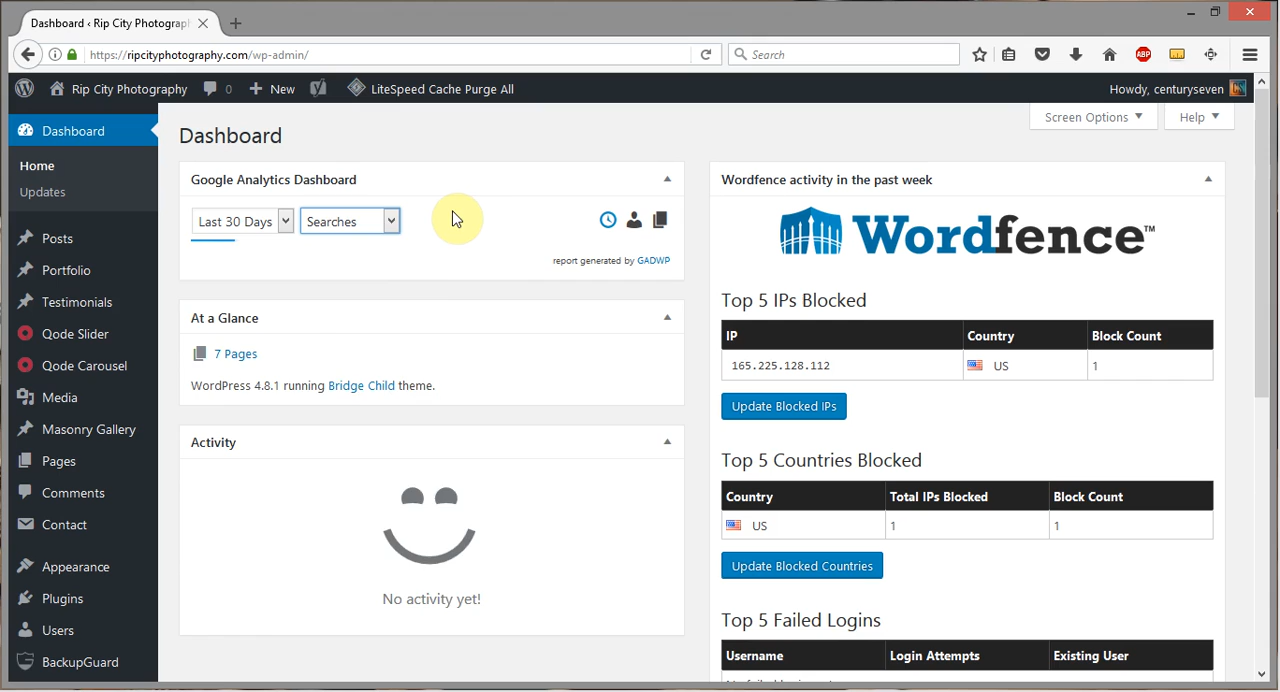 Dashboard ‹ Rip City Photograp
https://ripcityphotography.com/wp-admin/
Search
ABP
Rip City Photography
0
New
LiteSpeed Cache Purge All
Howdy, centuryseven
Dashboard
Home
Updates
Posts
Portfolio
Testimonials
Qode Slider
Qode Carousel
Media
Masonry Gallery
Pages
Comments
Contact
Appearance
Plugins
Users
BackupGuard
Screen Options
Help
Dashboard
Google Analytics Dashboard
Last 30 Days
Searches
report generated by GADWP
At a Glance
7 Pages
WordPress 4.8.1 running Bridge Child theme.
Activity
No activity yet!
Wordfence activity in the past week
Wordfence™
Top 5 IPs Blocked
IP Country Block Count
165.225.128.112 US 1
Update Blocked IPs
Top 5 Countries Blocked
Country Total IPs Blocked Block Count
US 1 1
Update Blocked Countries
Top 5 Failed Logins
Username Login Attempts Existing User